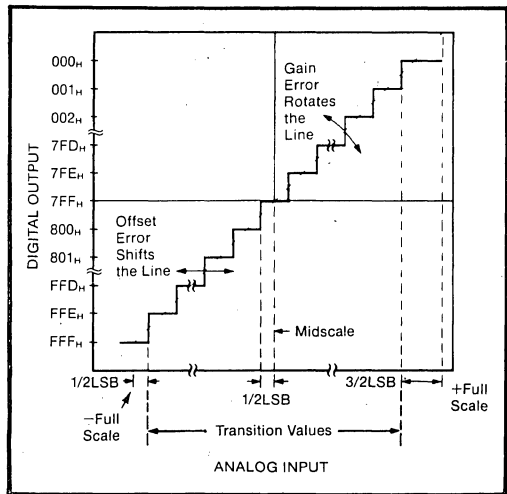 000H
001H
002H
7FDH
7FEH
7FFH
800H
801H
FFDH
FFEH
FFFH
DIGITAL OUTPUT
Gain
Error
Rotates
the
Line
Offset
Error
Shifts
the Line
Midscale
1/2LSB
1/2LSB
3/2LSB
−Full
Scale
+Full
Scale
Transition Values
ANALOG INPUT